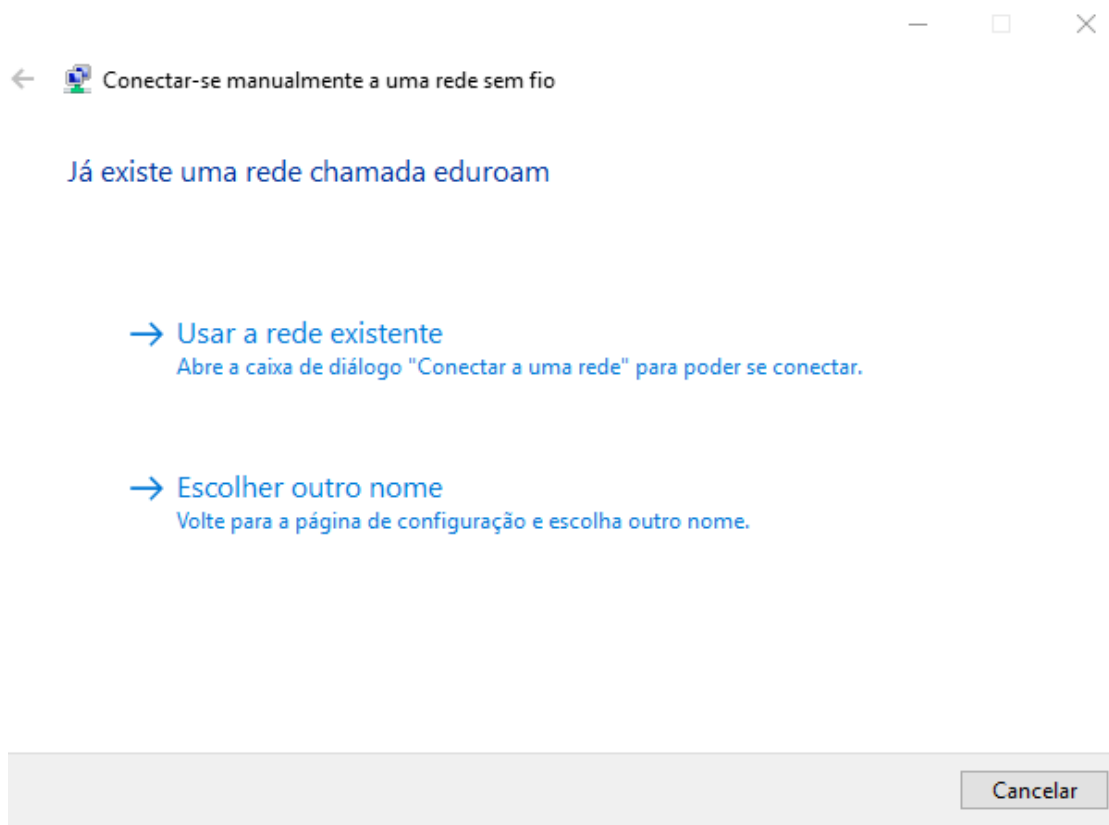 Conectar-se manualmente a uma rede sem fio
Já existe uma rede chamada eduroam
Usar a rede existente
Abre a caixa de diálogo "Conectar a uma rede" para poder se conectar.
Escolher outro nome
Volte para a página de configuração e escolha outro nome.
Cancelar